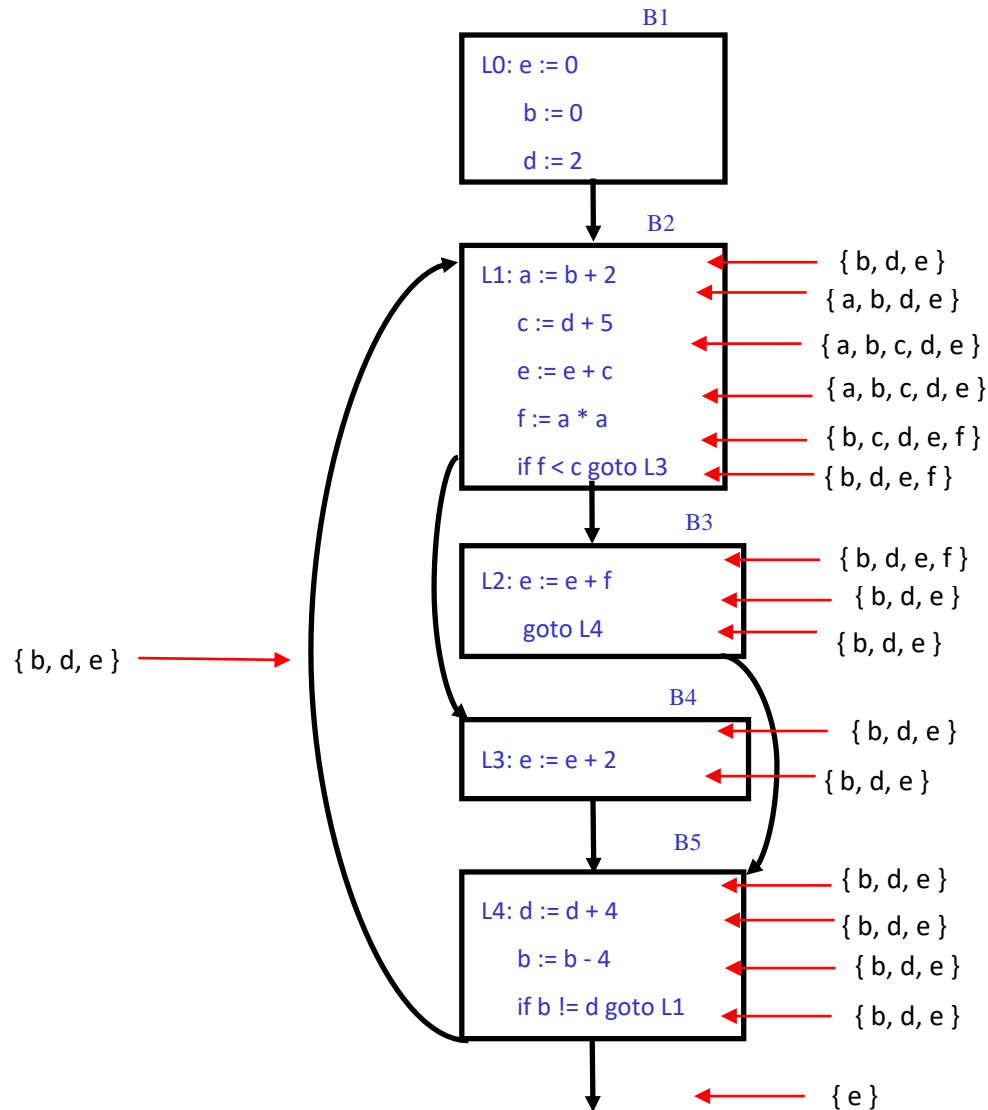 B1
L0: e := 0
b := 0
d := 2
B2
L1: a := b + 2
c := d + 5
e := e + c
f := a * a
if f < c goto L3
{ b, d, e }
{ a, b, d, e }
{ a, b, c, d, e }
{ a, b, c, d, e }
{ b, c, d, e, f }
{ b, d, e, f }
B3
L2: e := e + f
goto L4
{ b, d, e, f }
{ b, d, e }
{ b, d, e }
{ b, d, e }
B4
L3: e := e + 2
{ b, d, e }
{ b, d, e }
B5
L4: d := d + 4
b := b - 4
if b != d goto L1
{ b, d, e }
{ b, d, e }
{ b, d, e }
{ b, d, e }
{ e }